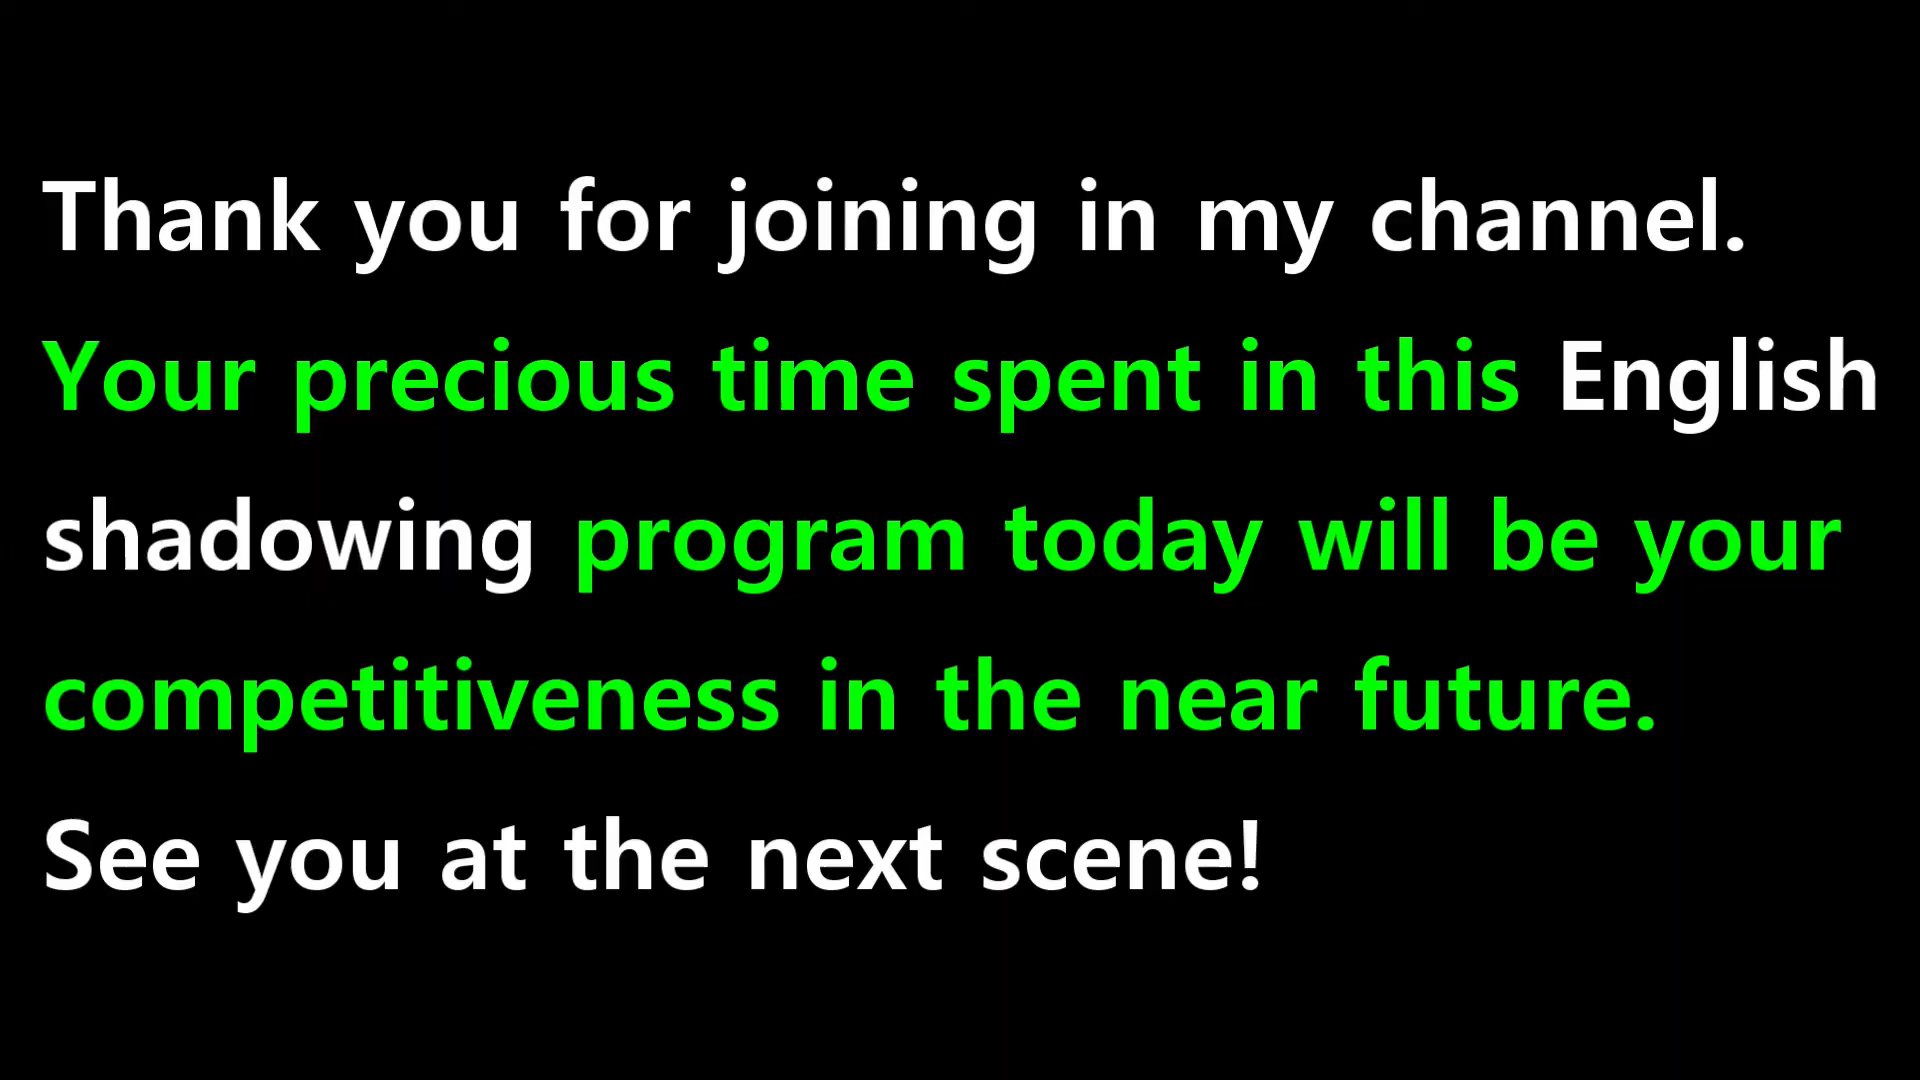 Thank you for joining in my channel.
Your precious time spent in this English
shadowing program today will be your
competitiveness in the near future.
See you at the next scene!